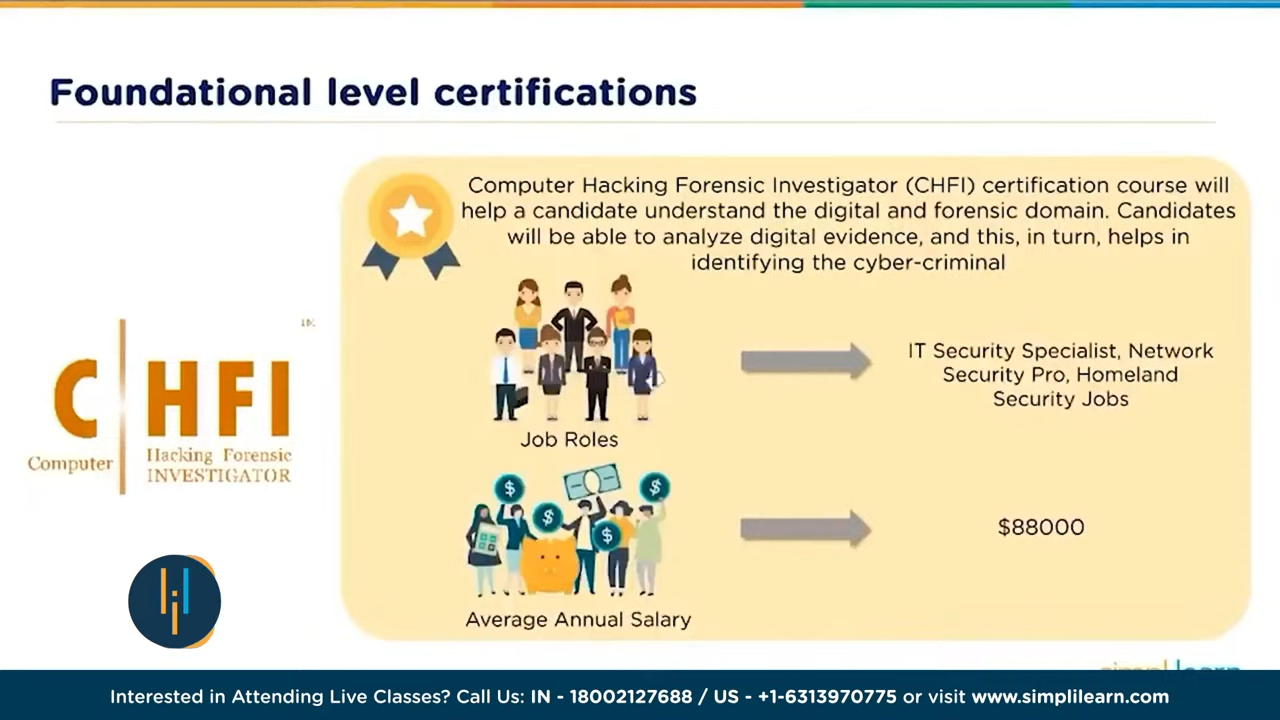 Foundational level certifications
Computer Hacking Forensic Investigator (CHFI) certification course will
help a candidate understand the digital and forensic domain. Candidates
will be able to analyze digital evidence, and this, in turn, helps in
identifying the cyber-criminal
C HFI
Computer
Hacking Forensic
INVESTIGATOR
IT Security Specialist, Network
Security Pro, Homeland
Security Jobs
Job Roles
$88000
Average Annual Salary
Interested in Attending Live Classes? Call Us: IN - 18002127688 / US - +1-6313970775 or visit www.simplilearn.com